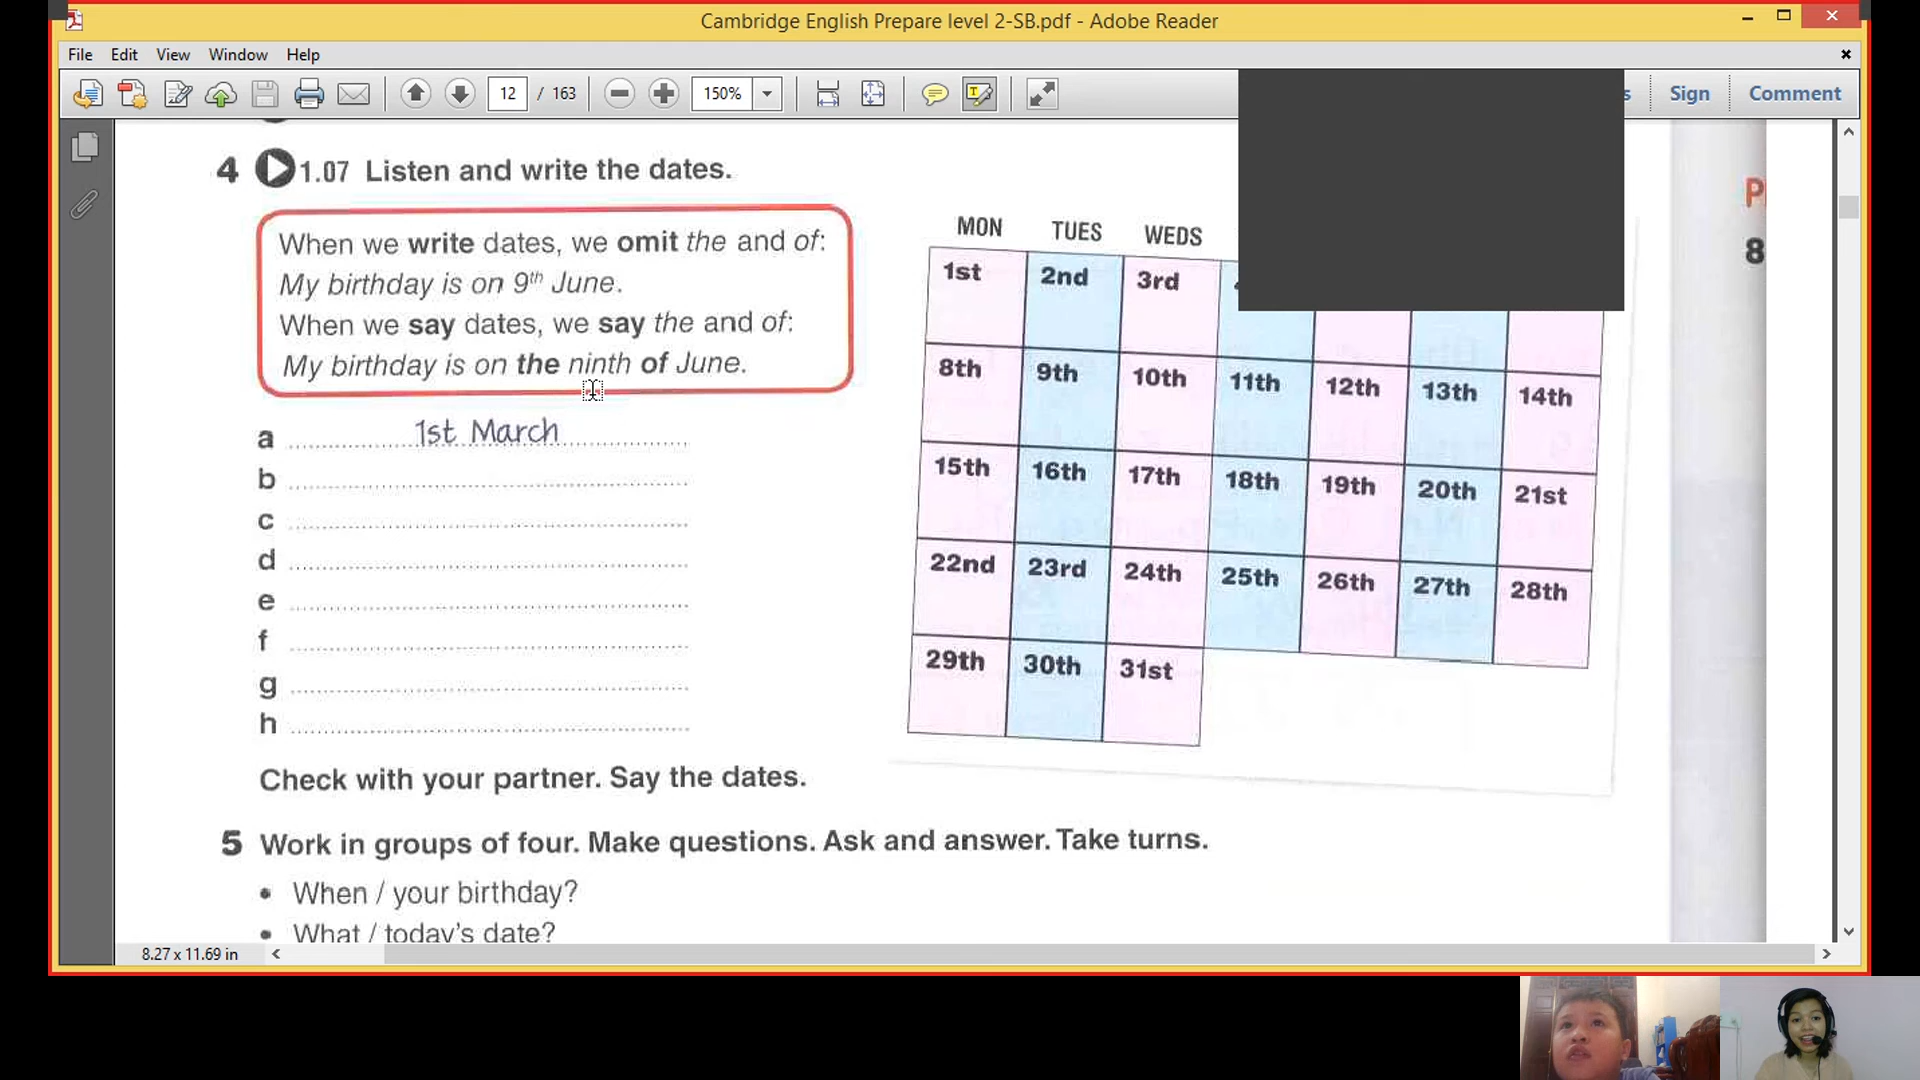 Cambridge English Prepare level 2-SB.pdf - Adobe Reader
File Edit View Window Help
12 / 163 150% Sign Comment
4 1.07 Listen and write the dates.
When we write dates, we omit the and of:
My birthday is on 9th June.
When we say dates, we say the and of:
My birthday is on the ninth of June.
a 1st March
b
c
d
e
f
g
h
Check with your partner. Say the dates.
MON TUES WEDS
1st 2nd 3rd
8th 9th 10th 11th 12th 13th 14th
15th 16th 17th 18th 19th 20th 21st
22nd 23rd 24th 25th 26th 27th 28th
29th 30th 31st
8
5 Work in groups of four. Make questions. Ask and answer. Take turns.
• When / your birthday?
• What / today's date?
8.27 x 11.69 in